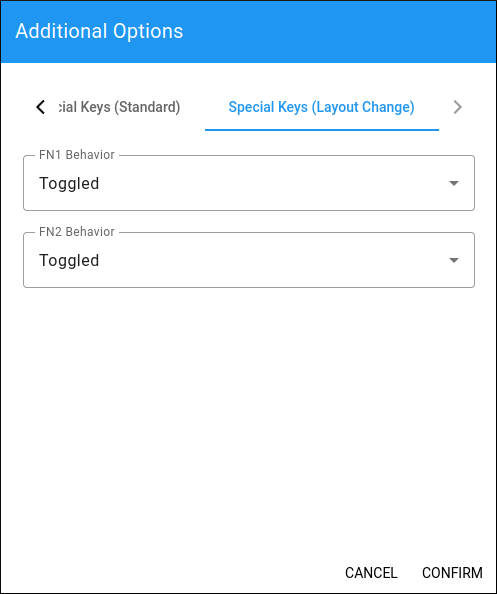 Additional Options
cial Keys (Standard) Special Keys (Layout Change)
FN1 Behavior
Toggled
FN2 Behavior
Toggled
CANCEL CONFIRM